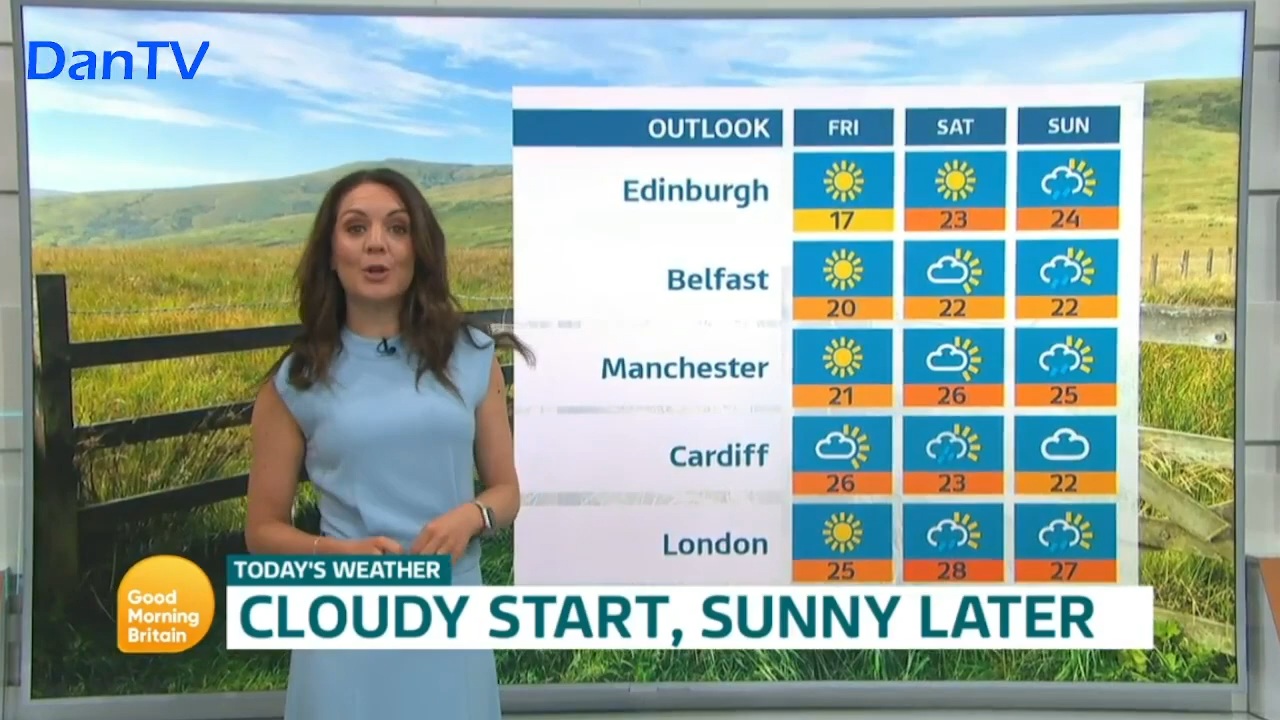 DanTV
OUTLOOK FRI SAT SUN
Edinburgh 17 23 24
Belfast 20 22 22
Manchester 21 26 25
Cardiff 26 23 22
London 25 28 27
TODAY'S WEATHER
CLOUDY START, SUNNY LATER
Good
Morning
Britain